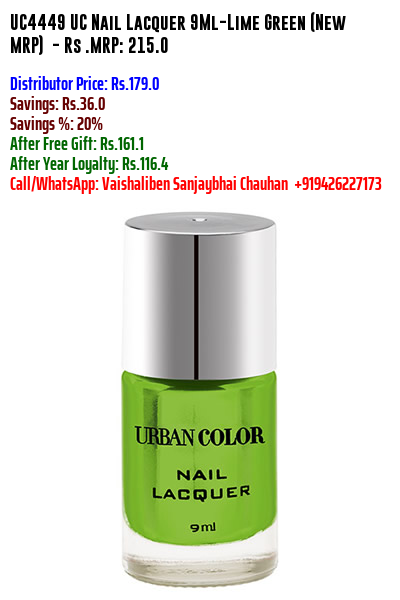 UC4449 UC Nail Lacquer 9Ml-Lime Green (New
MRP) - Rs .MRP: 215.0
Distributor Price: Rs.179.0
Savings: Rs.36.0
Savings %: 20%
After Free Gift: Rs.161.1
After Year Loyalty: Rs.116.4
Call/WhatsApp: Vaishaliben Sanjaybhai Chauhan +919426227173
URBAN COLOR
NAIL
LACQUER
9ml